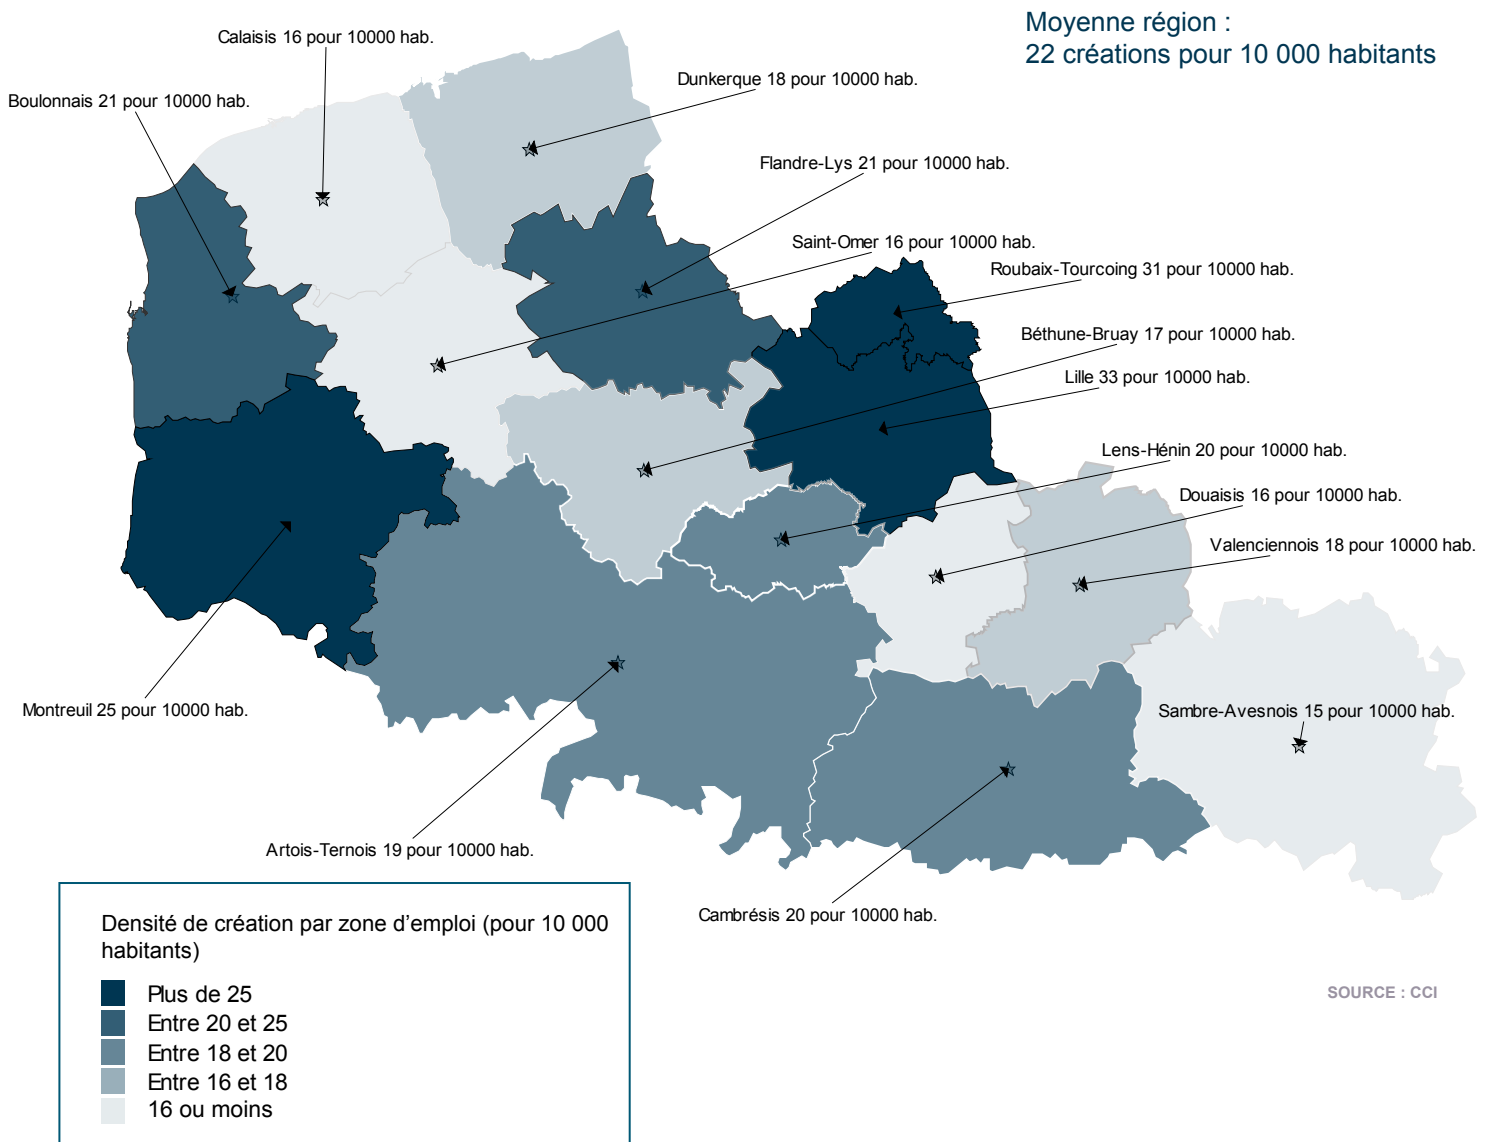 Moyenne région :
22 créations pour 10 000 habitants
Calaisis 16 pour 10000 hab.
Dunkerque 18 pour 10000 hab.
Boulonnais 21 pour 10000 hab.
Flandre-Lys 21 pour 10000 hab.
Saint-Omer 16 pour 10000 hab.
Roubaix-Tourcoing 31 pour 10000 hab.
Béthune-Bruay 17 pour 10000 hab.
Lille 33 pour 10000 hab.
Lens-Hénin 20 pour 10000 hab.
Douaisis 16 pour 10000 hab.
Valenciennois 18 pour 10000 hab.
Montreuil 25 pour 10000 hab.
Sambre-Avesnois 15 pour 10000 hab.
Artois-Ternois 19 pour 10000 hab.
Cambrésis 20 pour 10000 hab.
Densité de création par zone d’emploi (pour 10 000
habitants)
Plus de 25
Entre 20 et 25
Entre 18 et 20
Entre 16 et 18
16 ou moins
SOURCE : CCI